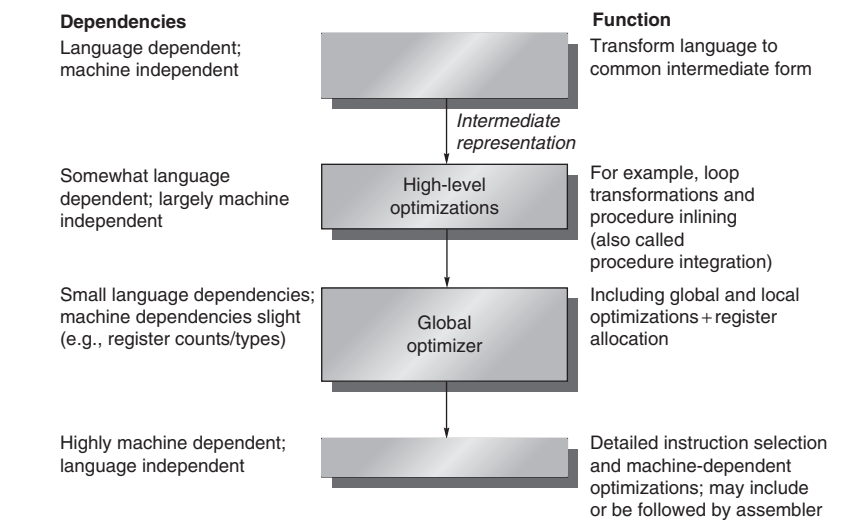 Dependencies
Language dependent;
machine independent
Function
Transform language to
common intermediate form
Intermediate
representation
Somewhat language
dependent; largely machine
independent
High-level
optimizations
For example, loop
transformations and
procedure inlining
(also called
procedure integration)
Small language dependencies;
machine dependencies slight
(e.g., register counts/types)
Global
optimizer
Including global and local
optimizations + register
allocation
Highly machine dependent;
language independent
Detailed instruction selection
and machine-dependent
optimizations; may include
or be followed by assembler